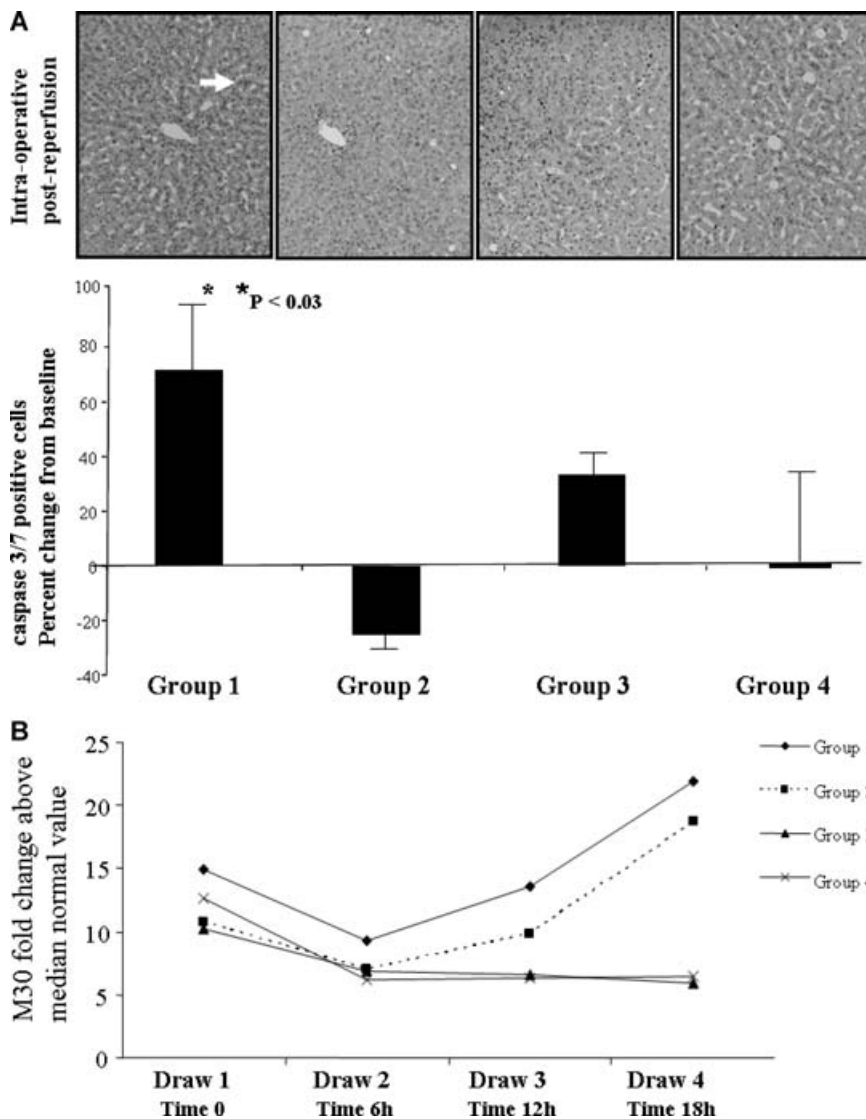 A
Intra-operative
post-reperfusion
caspase 3/7 positive cells
Percent change from baseline
100
80
60
40
20
0
-20
-40
*
*P < 0.03
Group 1
Group 2
Group 3
Group 4
B
M30 fold change above
median normal value
25
20
15
10
5
0
Draw 1
Time 0
Draw 2
Time 6h
Draw 3
Time 12h
Draw 4
Time 18h
Group
Group
Group
Group